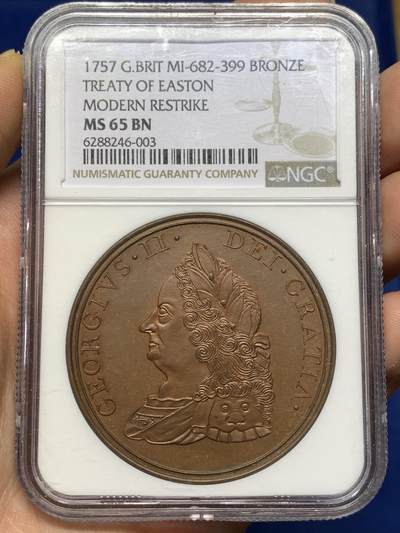 1757 G.BRIT MI-682-399 BRONZE
TREATY OF EASTON
MODERN RESTRIKE
MS 65 BN
6288246-003
NUMISMATIC GUARANTY COMPANY NGC
GEORGIVS · II · DEI · GRATIA ·